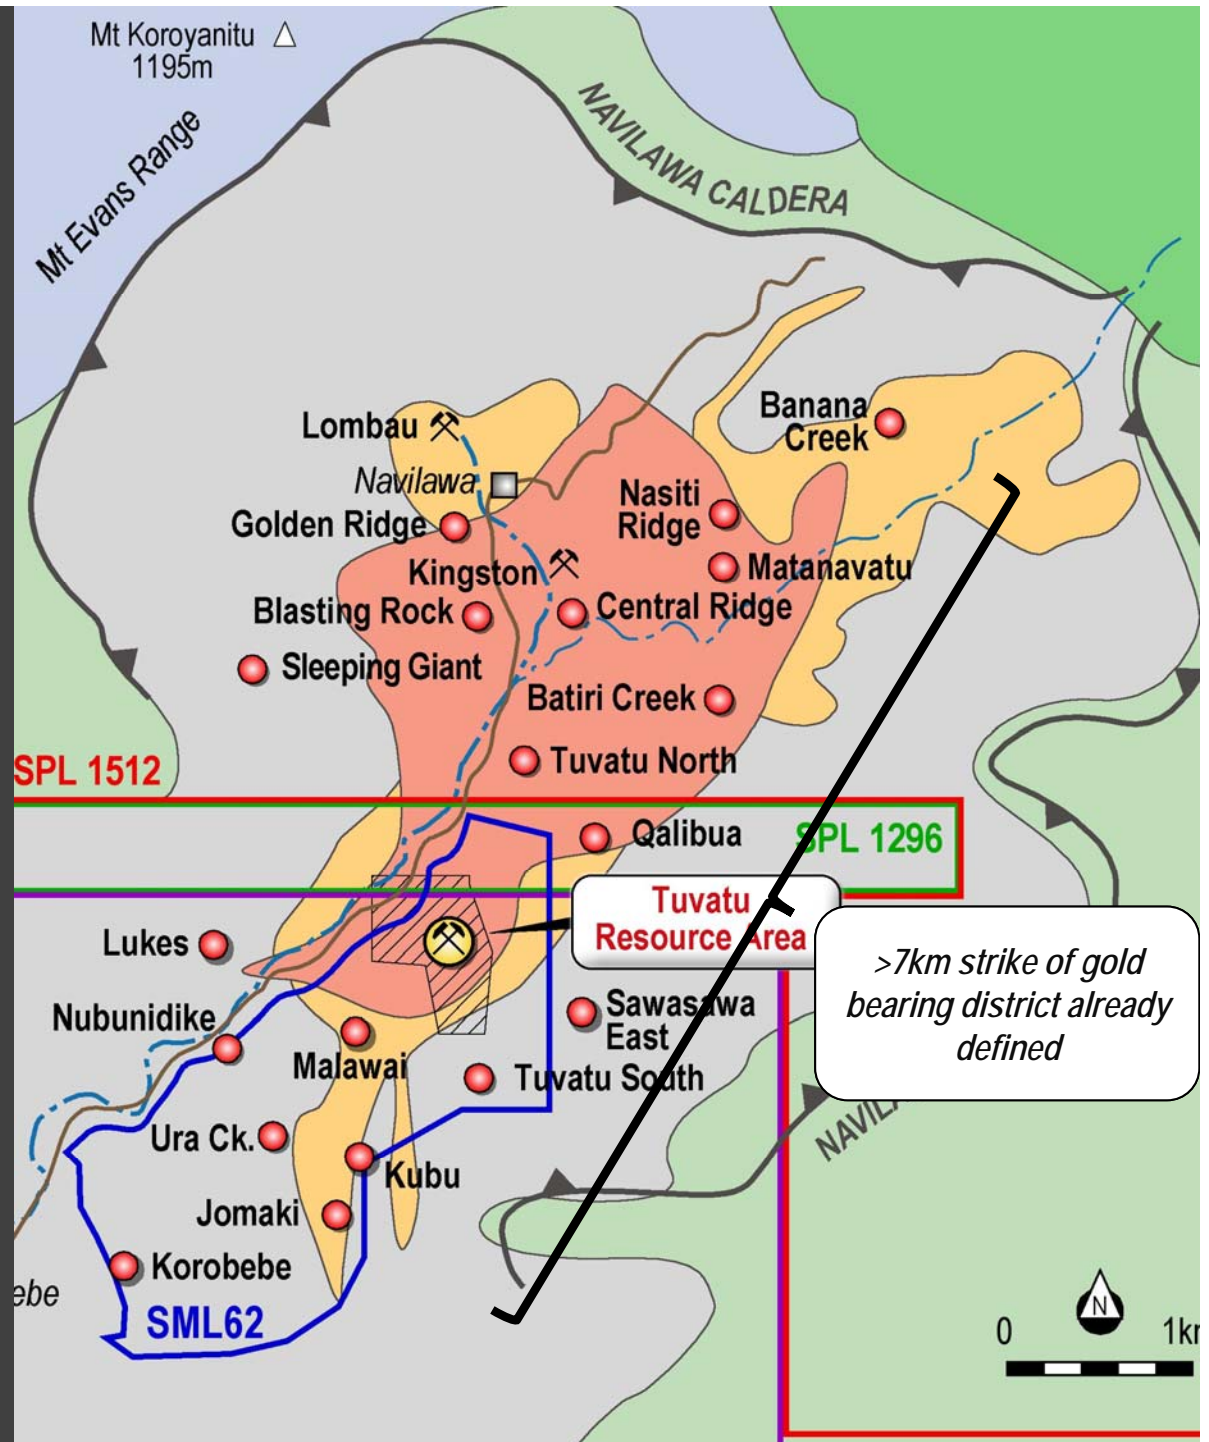 Mt Koroyanitu
1195m
Mt Evans Range
NAVILAWA CALDERA
Banana
Creek
Lombau
Navilawa
Nasiti
Ridge
Golden Ridge
Kingston
Matanavatu
Blasting Rock
Central Ridge
Sleeping Giant
Batiri Creek
Tuvatu North
SPL 1512
Qalibua
SPL 1296
Tuvatu
Resource Area
Lukes
>7km strike of gold
bearing district already
defined
Nubunidike
Sawasawa
East
Malawai
Tuvatu South
NAVIL
Ura Ck.
Kubu
Jomaki
Korobebe
ebe
SML62
N
0
1k